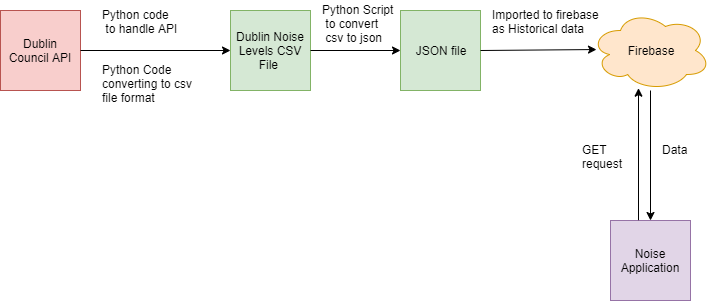 Dublin
Council API
Python code
to handle API
Python Code
converting to csv
file format
Dublin Noise
Levels CSV
File
Python Script
to convert
csv to json
JSON file
Imported to firebase
as Historical data
Firebase
GET
request
Data
Noise
Application